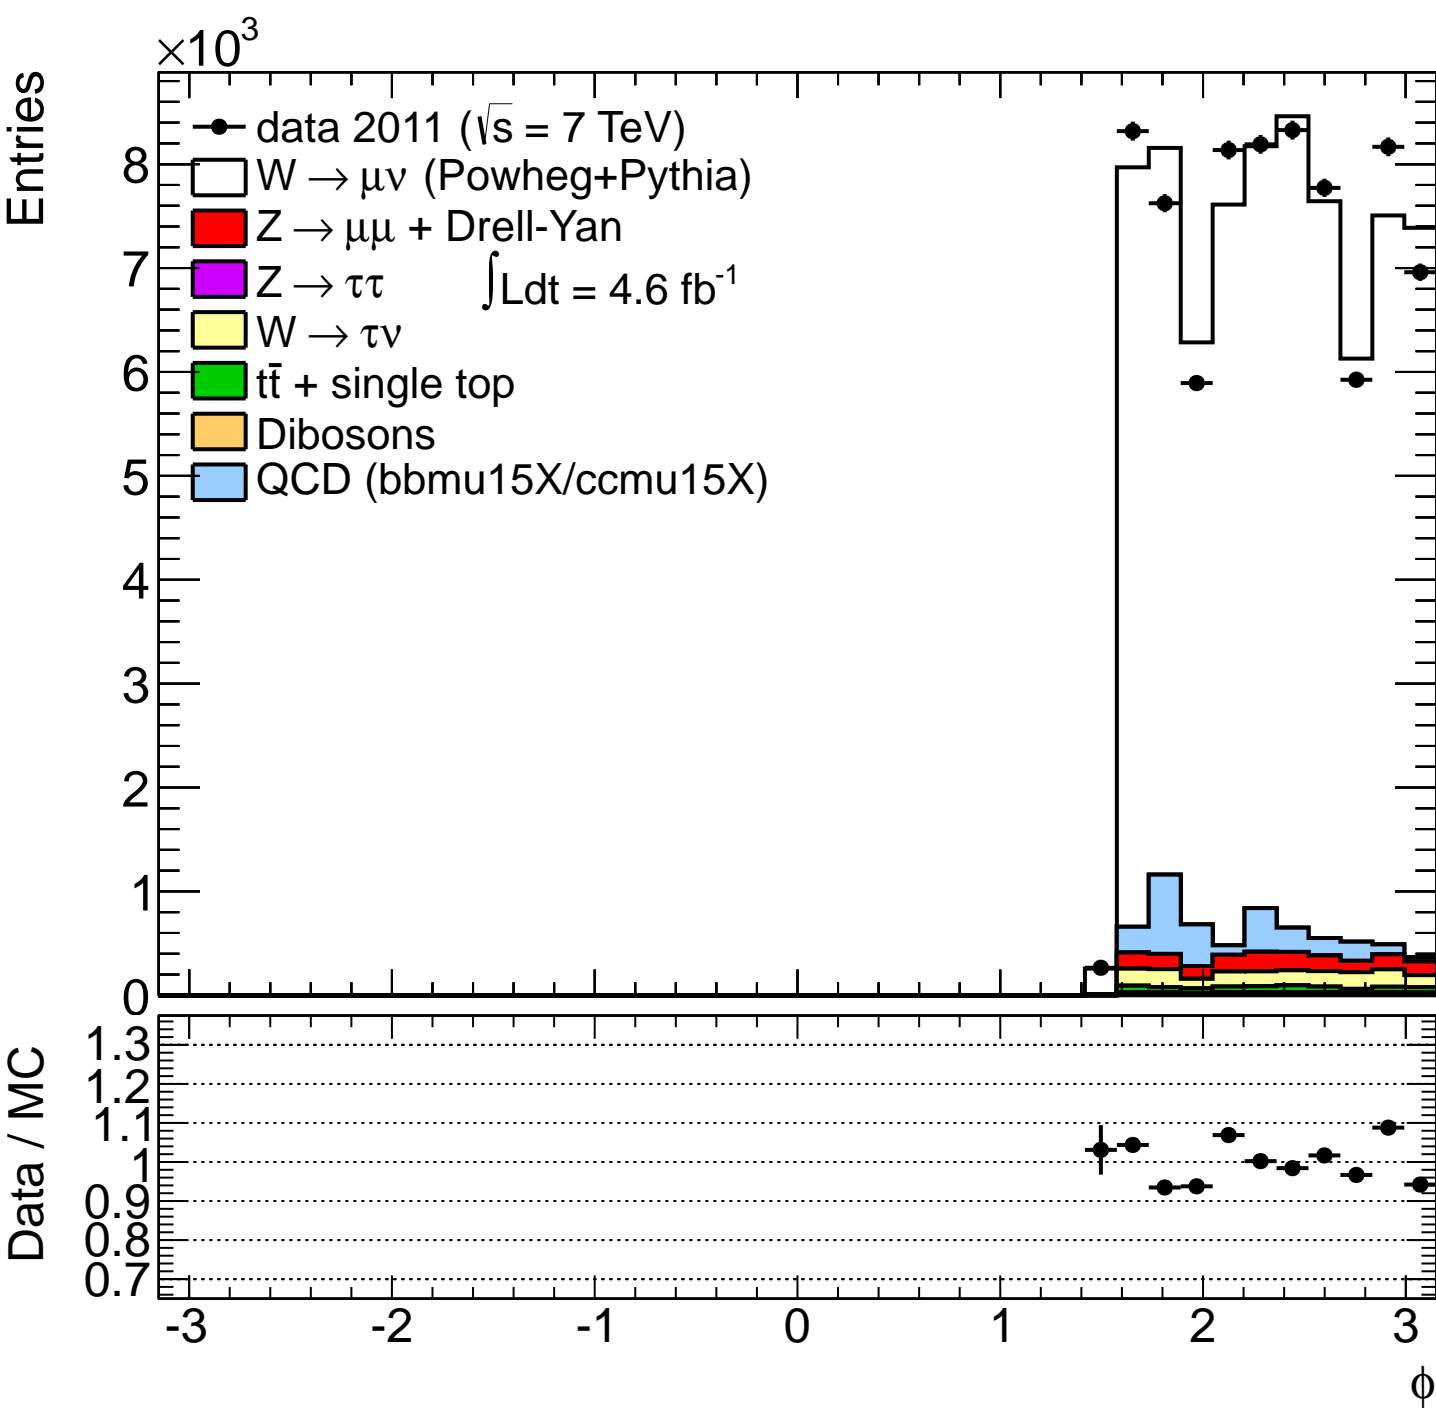 ×10³
Entries
data 2011 (√s = 7 TeV)
W → μν (Powheg+Pythia)
Z → μμ + Drell-Yan
Z → ττ
∫Ldt = 4.6 fb⁻¹
W → τν
tt̄ + single top
Dibosons
QCD (bbmu15X/ccmu15X)
8
7
6
5
4
3
2
1
0
Data / MC
1.3
1.2
1.1
1
0.9
0.8
0.7
-3 -2 -1 0 1 2 3
ϕ